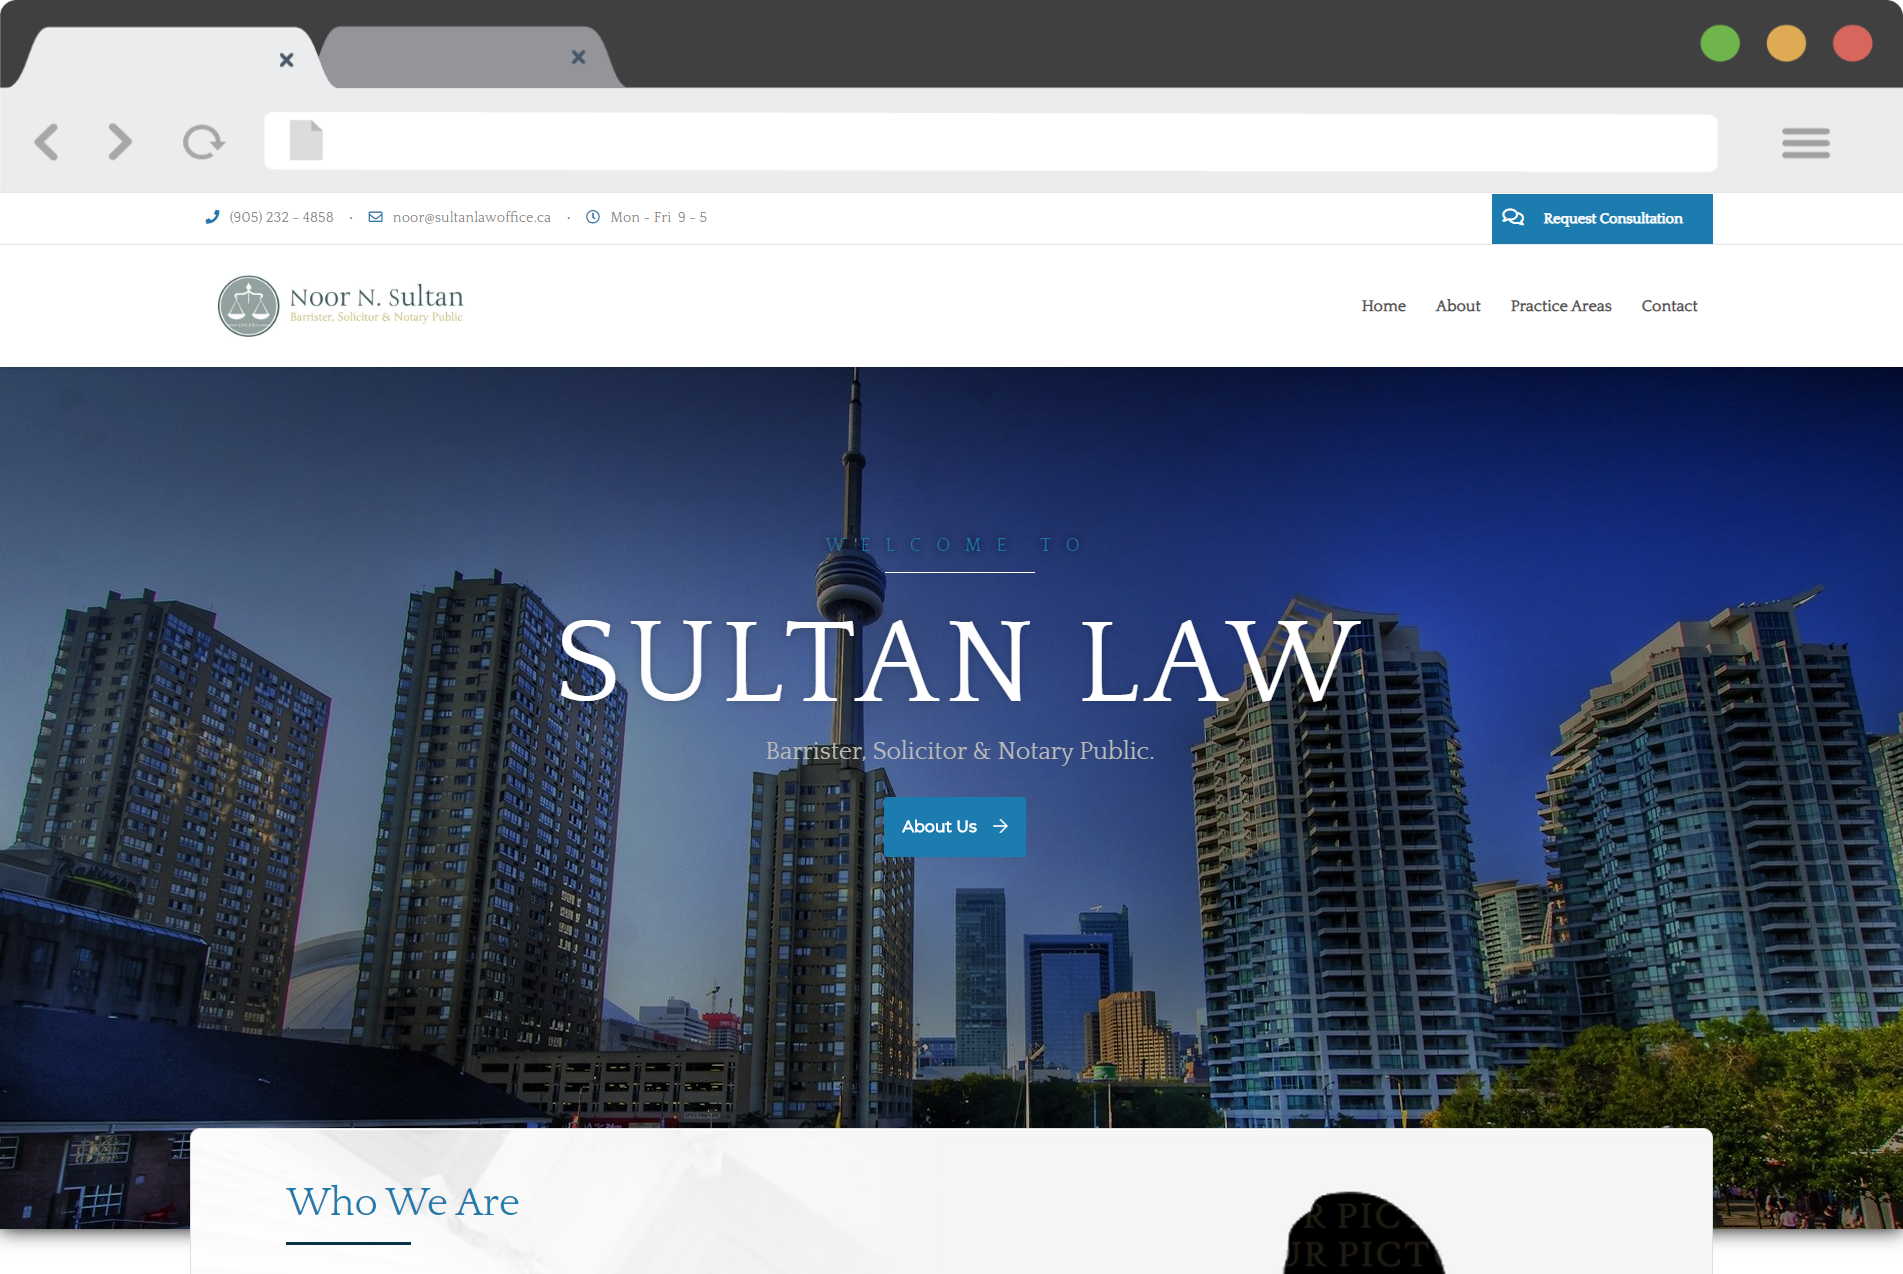 (905) 232 - 4858 · noor@sultanlawoffice.ca · Mon - Fri 9 - 5
Request Consultation
Noor N. Sultan
Barrister, Solicitor & Notary Public
Home About Practice Areas Contact
WELCOME TO
SULTAN LAW
Barrister, Solicitor & Notary Public.
About Us
Who We Are
R PICT
UR PICTU